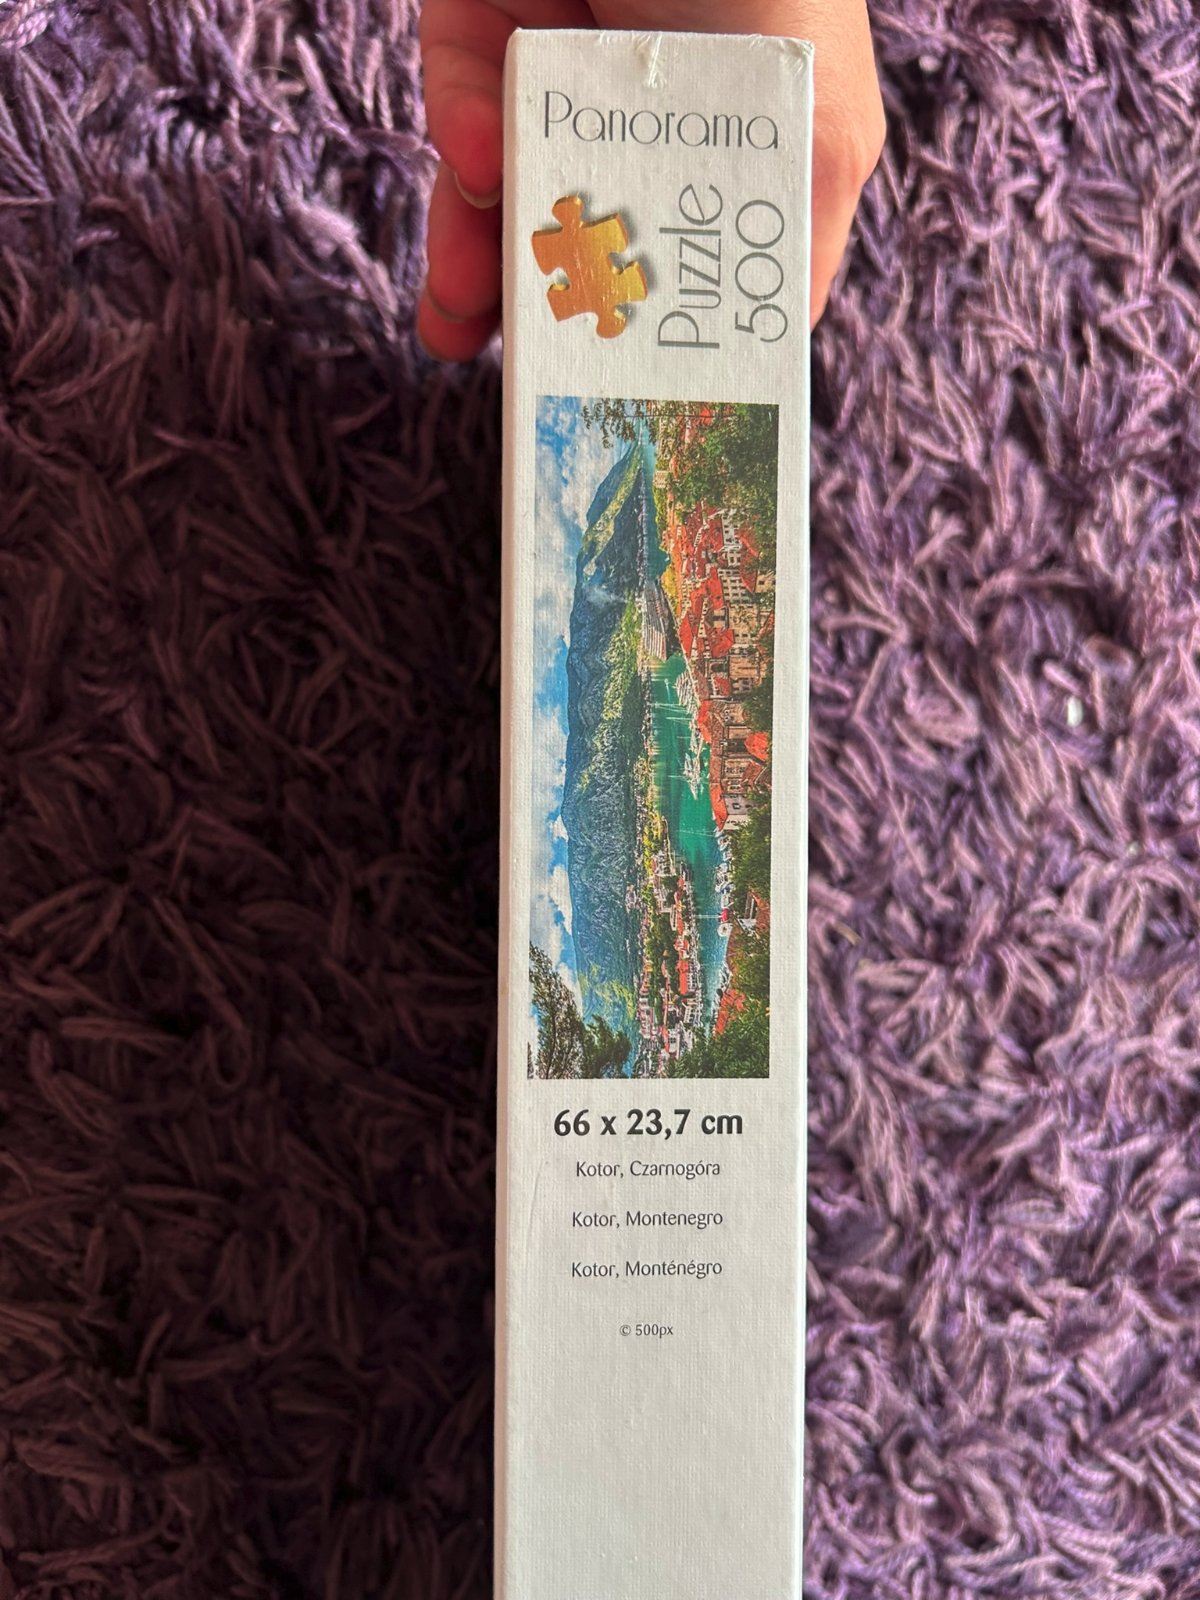 Panorama
Puzzle
500
66 x 23,7 cm
Kotor, Czarnogóra
Kotor, Montenegro
Kotor, Monténégro
© 500px